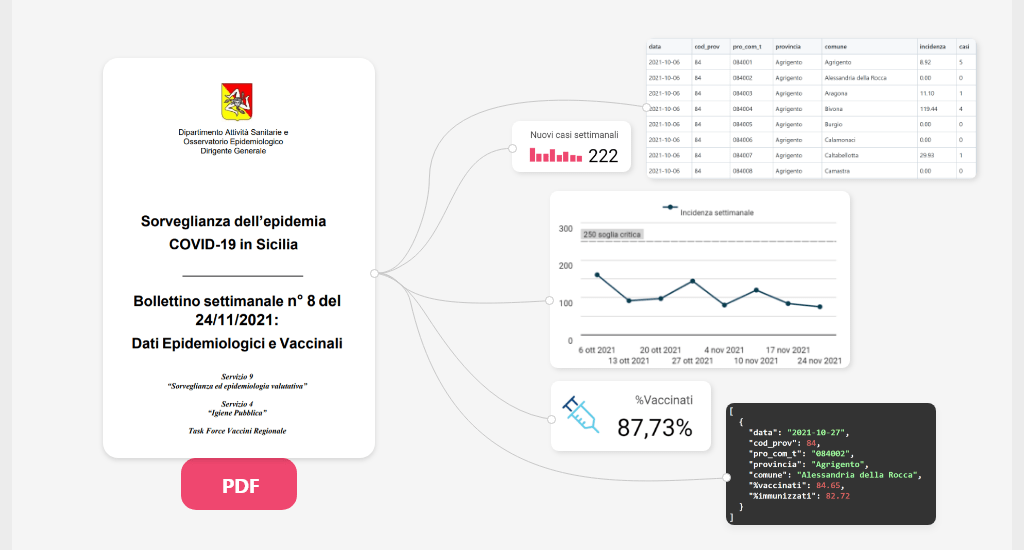 Dipartimento Attività Sanitarie e
Osservatorio Epidemiologico
Dirigente Generale
Sorveglianza dell'epidemia
COVID-19 in Sicilia
Bollettino settimanale n° 8 del
24/11/2021:
Dati Epidemiologici e Vaccinali
Servizio 9
"Sorveglianza ed epidemiologia valutativa"
Servizio 4
"Igiene Pubblica"
Task Force Vaccini Regionale
PDF
Nuovi casi settimanali
222
data cod_prov pro_com_t provincia comune incidenza casi
2021-10-06 84 084001 Agrigento Agrigento 8.92 5
2021-10-06 84 084002 Agrigento Alessandria della Rocca 0.00 0
2021-10-06 84 084003 Agrigento Aragona 11.10 1
2021-10-06 84 084004 Agrigento Bivona 119.44 4
2021-10-06 84 084005 Agrigento Burgio 0.00 0
2021-10-06 84 084006 Agrigento Calamonaci 0.00 0
2021-10-06 84 084007 Agrigento Caltabellotta 29.93 1
2021-10-06 84 084008 Agrigento Camastra 0.00 0
Incidenza settimanale
300
250 soglia critica
200
100
0
6 ott 2021 20 ott 2021 4 nov 2021 17 nov 2021
13 ott 2021 27 ott 2021 10 nov 2021 24 nov 2021
%Vaccinati
87,73%
[
{
"data": "2021-10-27",
"cod_prov": 84,
"pro_com_t": "084002",
"provincia": "Agrigento",
"comune": "Alessandria della Rocca",
"%vaccinati": 84.65,
"%immunizzati": 82.72
}
]